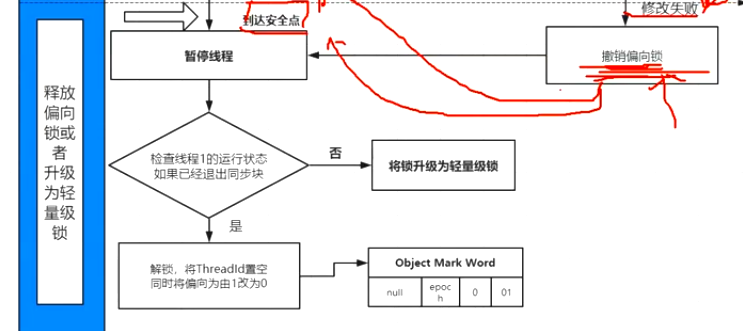 修改失败
到达安全点
暂停线程
撤销偏向锁
释放
偏向
锁或
者
升级
为轻
量级
锁
检查线程1的运行状态
如果已经退出同步块
否
将锁升级为轻量级锁
是
解锁，将ThreadId置空
同时将偏向为由1改为0
Object Mark Word
null
epoc
h
0
01